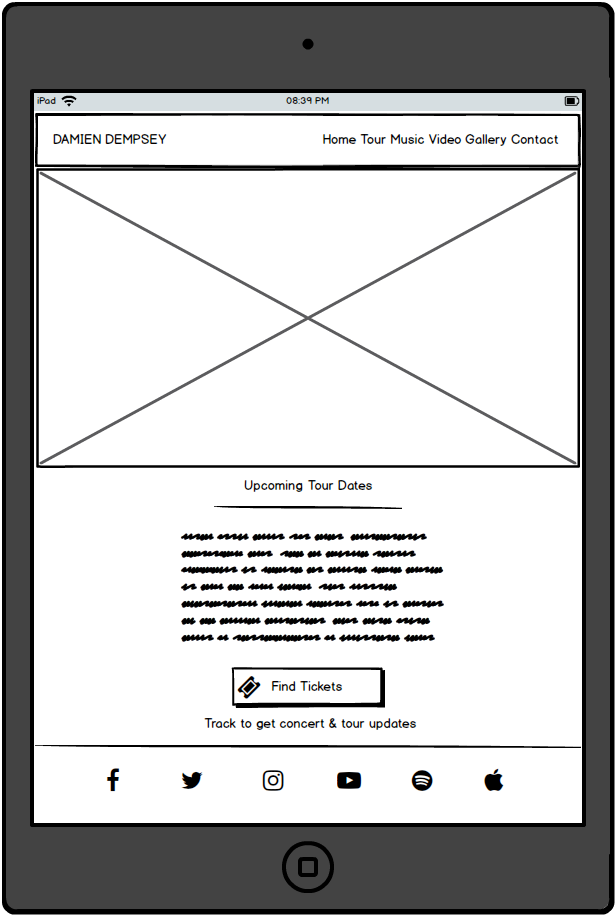 iPad 08:39 PM
DAMIEN DEMPSEY Home Tour Music Video Gallery Contact
Upcoming Tour Dates
Find Tickets
Track to get concert & tour updates